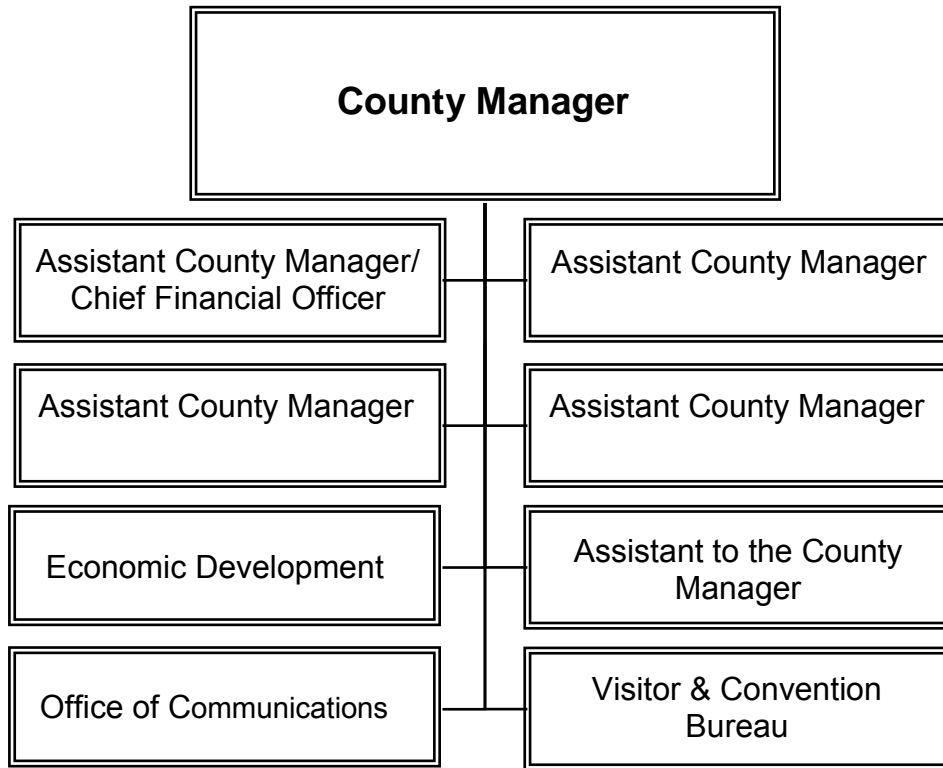 County Manager
Assistant County Manager/
Chief Financial Officer
Assistant County Manager
Assistant County Manager
Assistant County Manager
Economic Development
Assistant to the County
Manager
Office of Communications
Visitor & Convention
Bureau